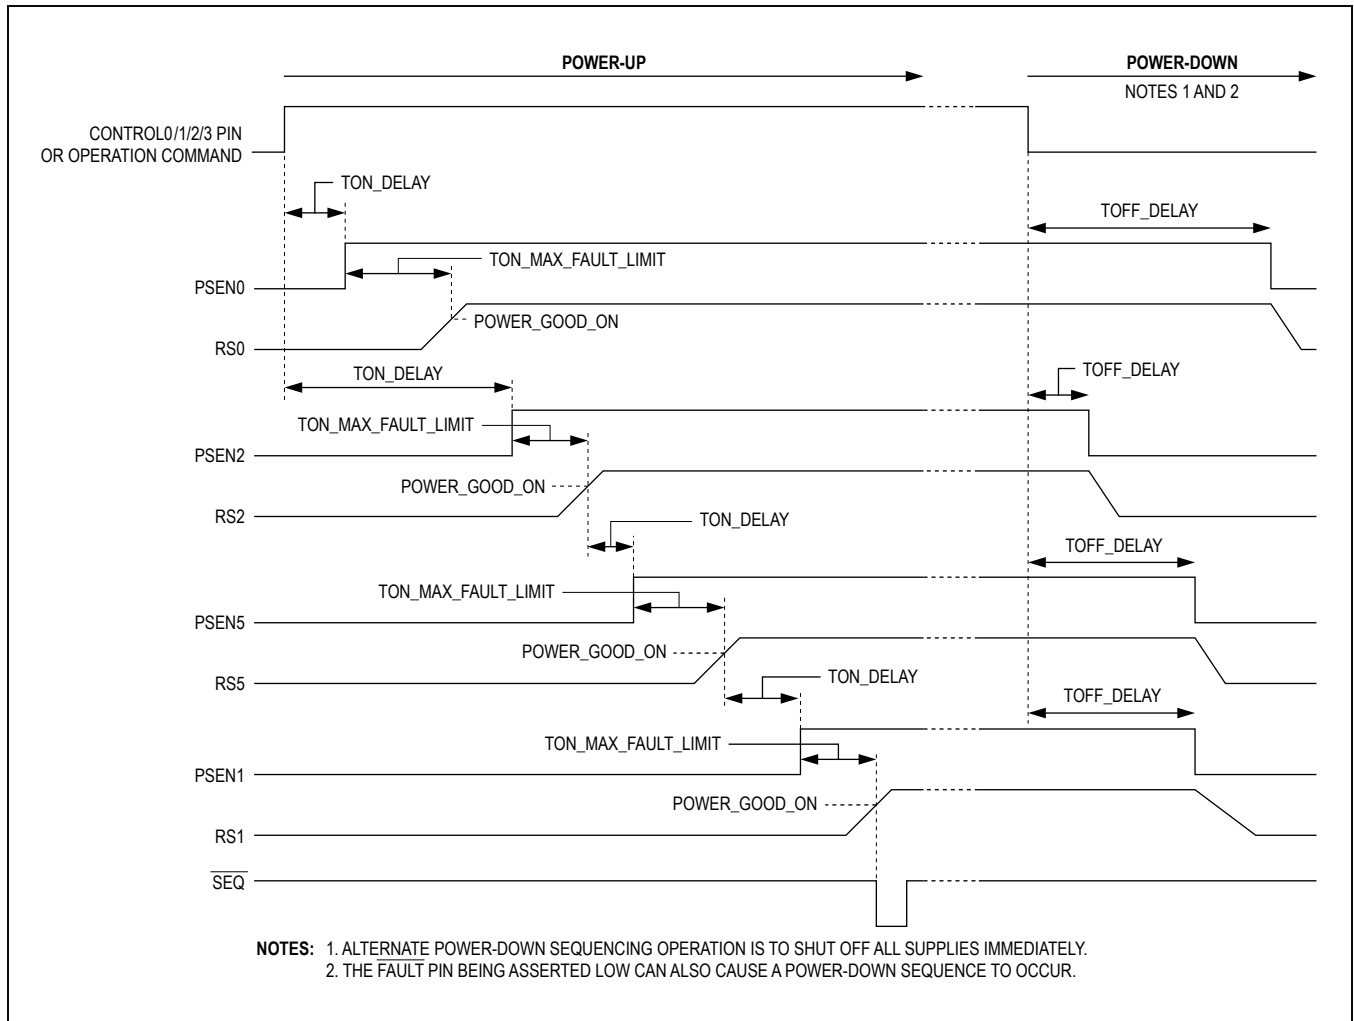 POWER-UP
POWER-DOWN
NOTES 1 AND 2
CONTROL0/1/2/3 PIN
OR OPERATION COMMAND
TON_DELAY
TOFF_DELAY
TON_MAX_FAULT_LIMIT
PSEN0
POWER_GOOD_ON
RS0
TON_DELAY
TOFF_DELAY
TON_MAX_FAULT_LIMIT
PSEN2
POWER_GOOD_ON
RS2
TON_DELAY
TOFF_DELAY
TON_MAX_FAULT_LIMIT
PSEN5
POWER_GOOD_ON
RS5
TON_DELAY
TOFF_DELAY
TON_MAX_FAULT_LIMIT
PSEN1
POWER_GOOD_ON
RS1
SEQ
NOTES: 1. ALTERNATE POWER-DOWN SEQUENCING OPERATION IS TO SHUT OFF ALL SUPPLIES IMMEDIATELY.
2. THE FAULT PIN BEING ASSERTED LOW CAN ALSO CAUSE A POWER-DOWN SEQUENCE TO OCCUR.